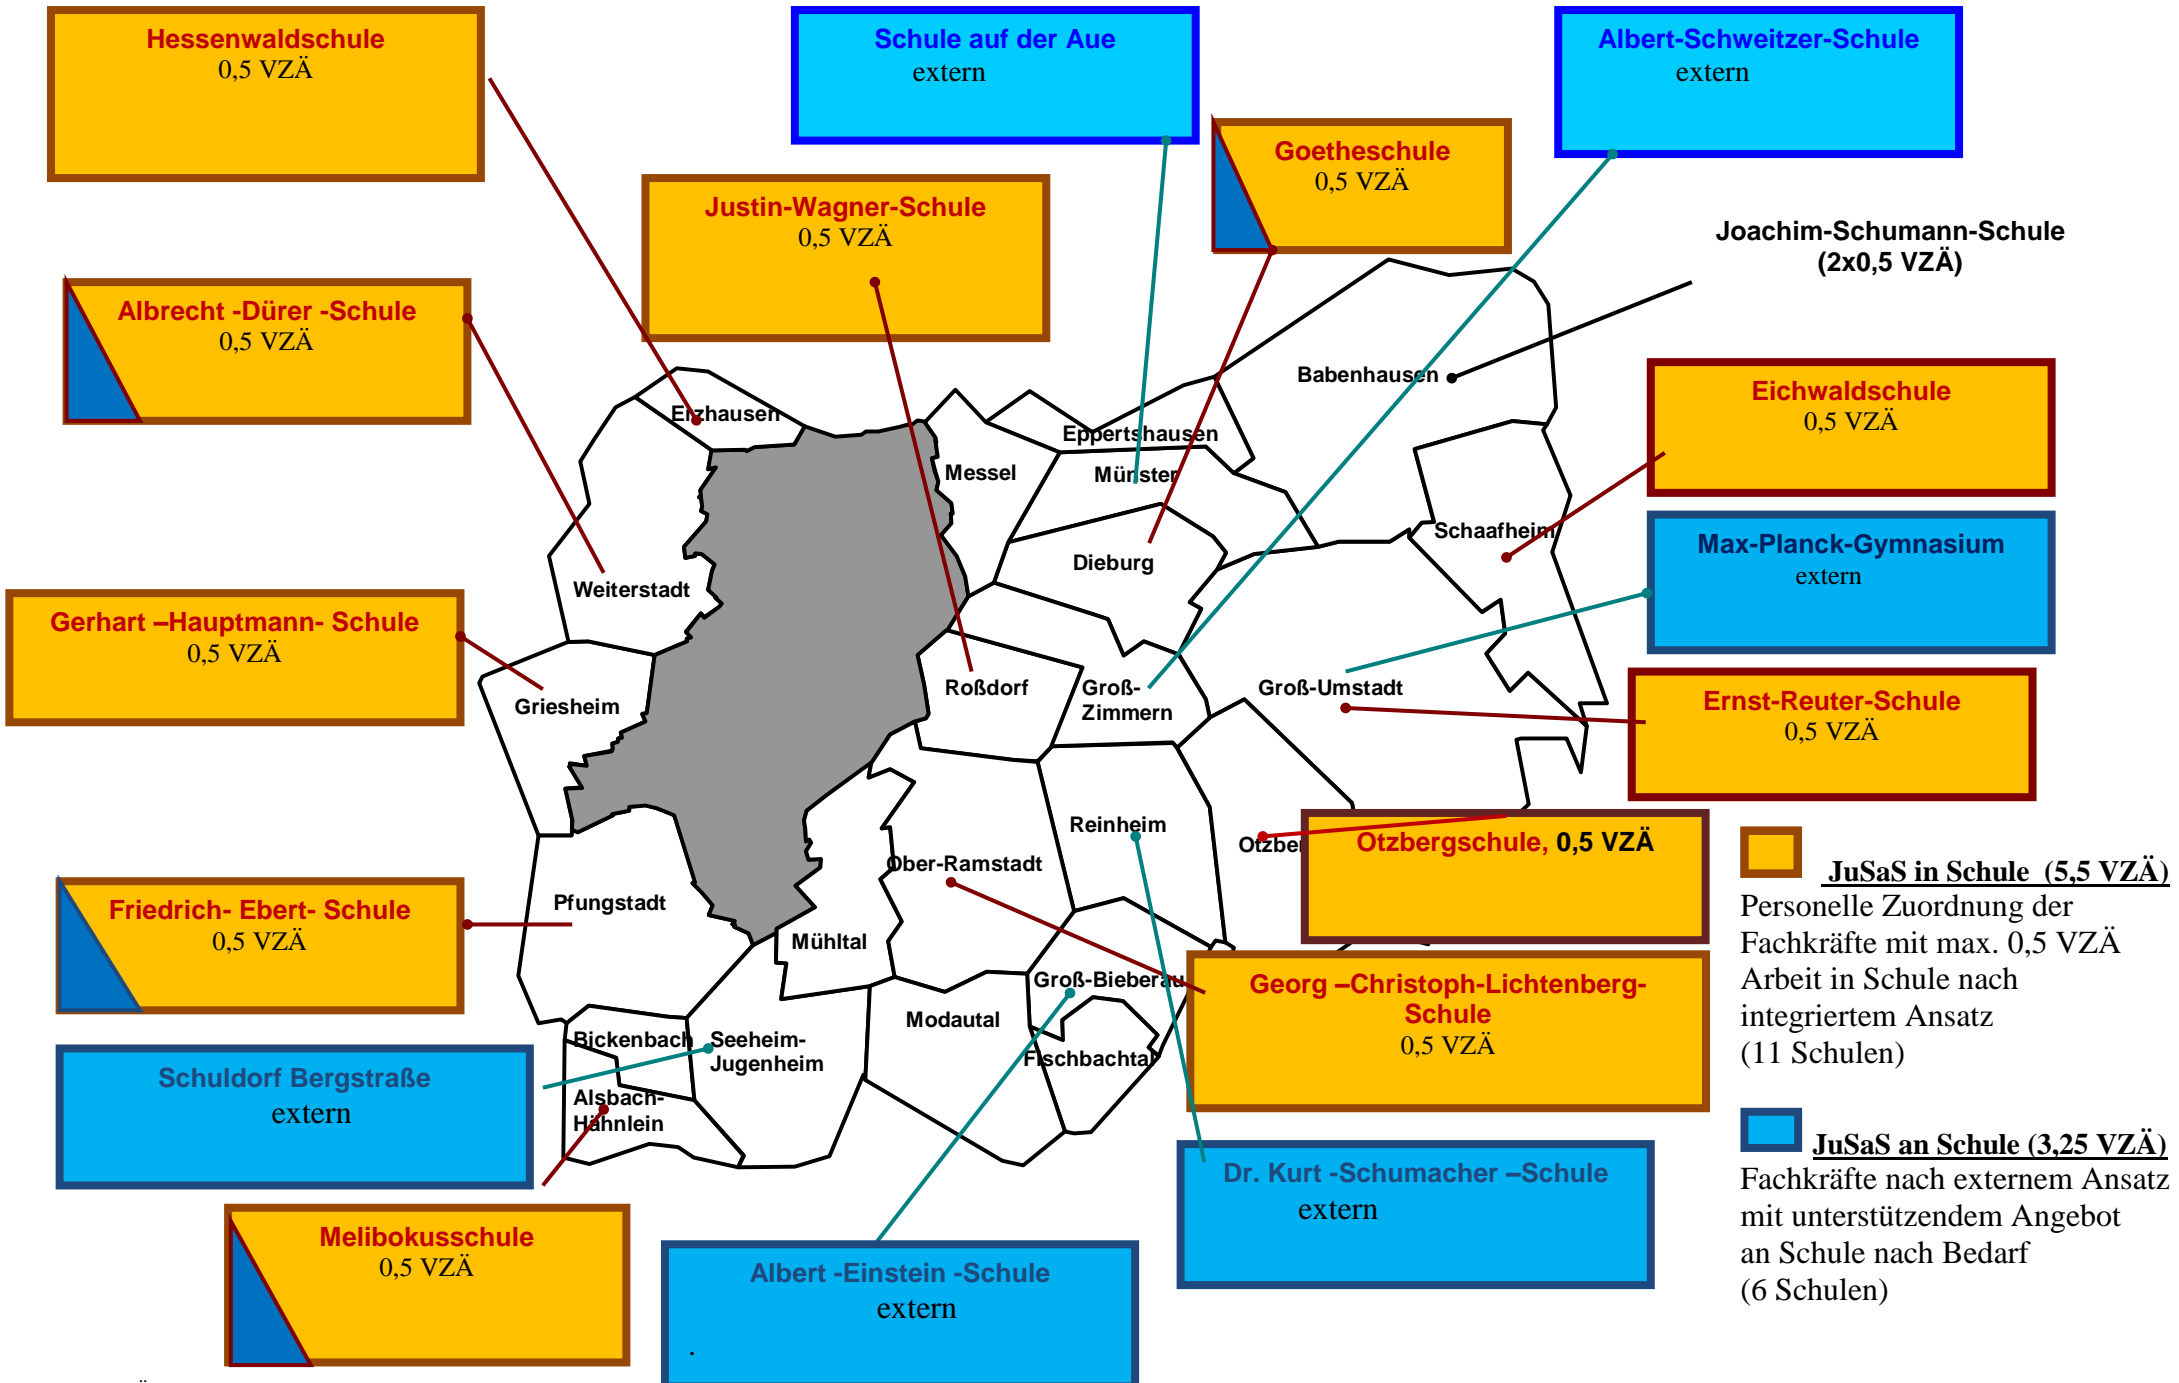 Hessenwaldschule
0,5 VZÄ
Schule auf der Aue
extern
Albert-Schweitzer-Schule
extern
Goetheschule
0,5 VZÄ
Justin-Wagner-Schule
0,5 VZÄ
Joachim-Schumann-Schule
(2x0,5 VZÄ)
Albrecht -Dürer -Schule
0,5 VZÄ
Babenhausen
Eichwaldschule
0,5 VZÄ
Erzhausen
Eppertshausen
Messel
Münster
Schaafheim
Max-Planck-Gymnasium
extern
Dieburg
Weiterstadt
Gerhart –Hauptmann- Schule
0,5 VZÄ
Griesheim
Roßdorf
Groß-
Zimmern
Groß-Umstadt
Ernst-Reuter-Schule
0,5 VZÄ
Reinheim
Otzber
Otzbergschule, 0,5 VZÄ
Ober-Ramstadt
JuSaS in Schule (5,5 VZÄ)
Personelle Zuordnung der
Fachkräfte mit max. 0,5 VZÄ
Arbeit in Schule nach
integriertem Ansatz
(11 Schulen)
Friedrich- Ebert- Schule
0,5 VZÄ
Pfungstadt
Mühltal
Groß-Bieberau
Georg –Christoph-Lichtenberg-
Schule
0,5 VZÄ
Modautal
Bickenbach
Seeheim-
Jugenheim
Fischbachtal
Schuldorf Bergstraße
extern
Alsbach-
Hähnlein
JuSaS an Schule (3,25 VZÄ)
Fachkräfte nach externem Ansatz
mit unterstützendem Angebot
an Schule nach Bedarf
(6 Schulen)
Dr. Kurt -Schumacher –Schule
extern
Melibokusschule
0,5 VZÄ
Albert -Einstein -Schule
extern
.